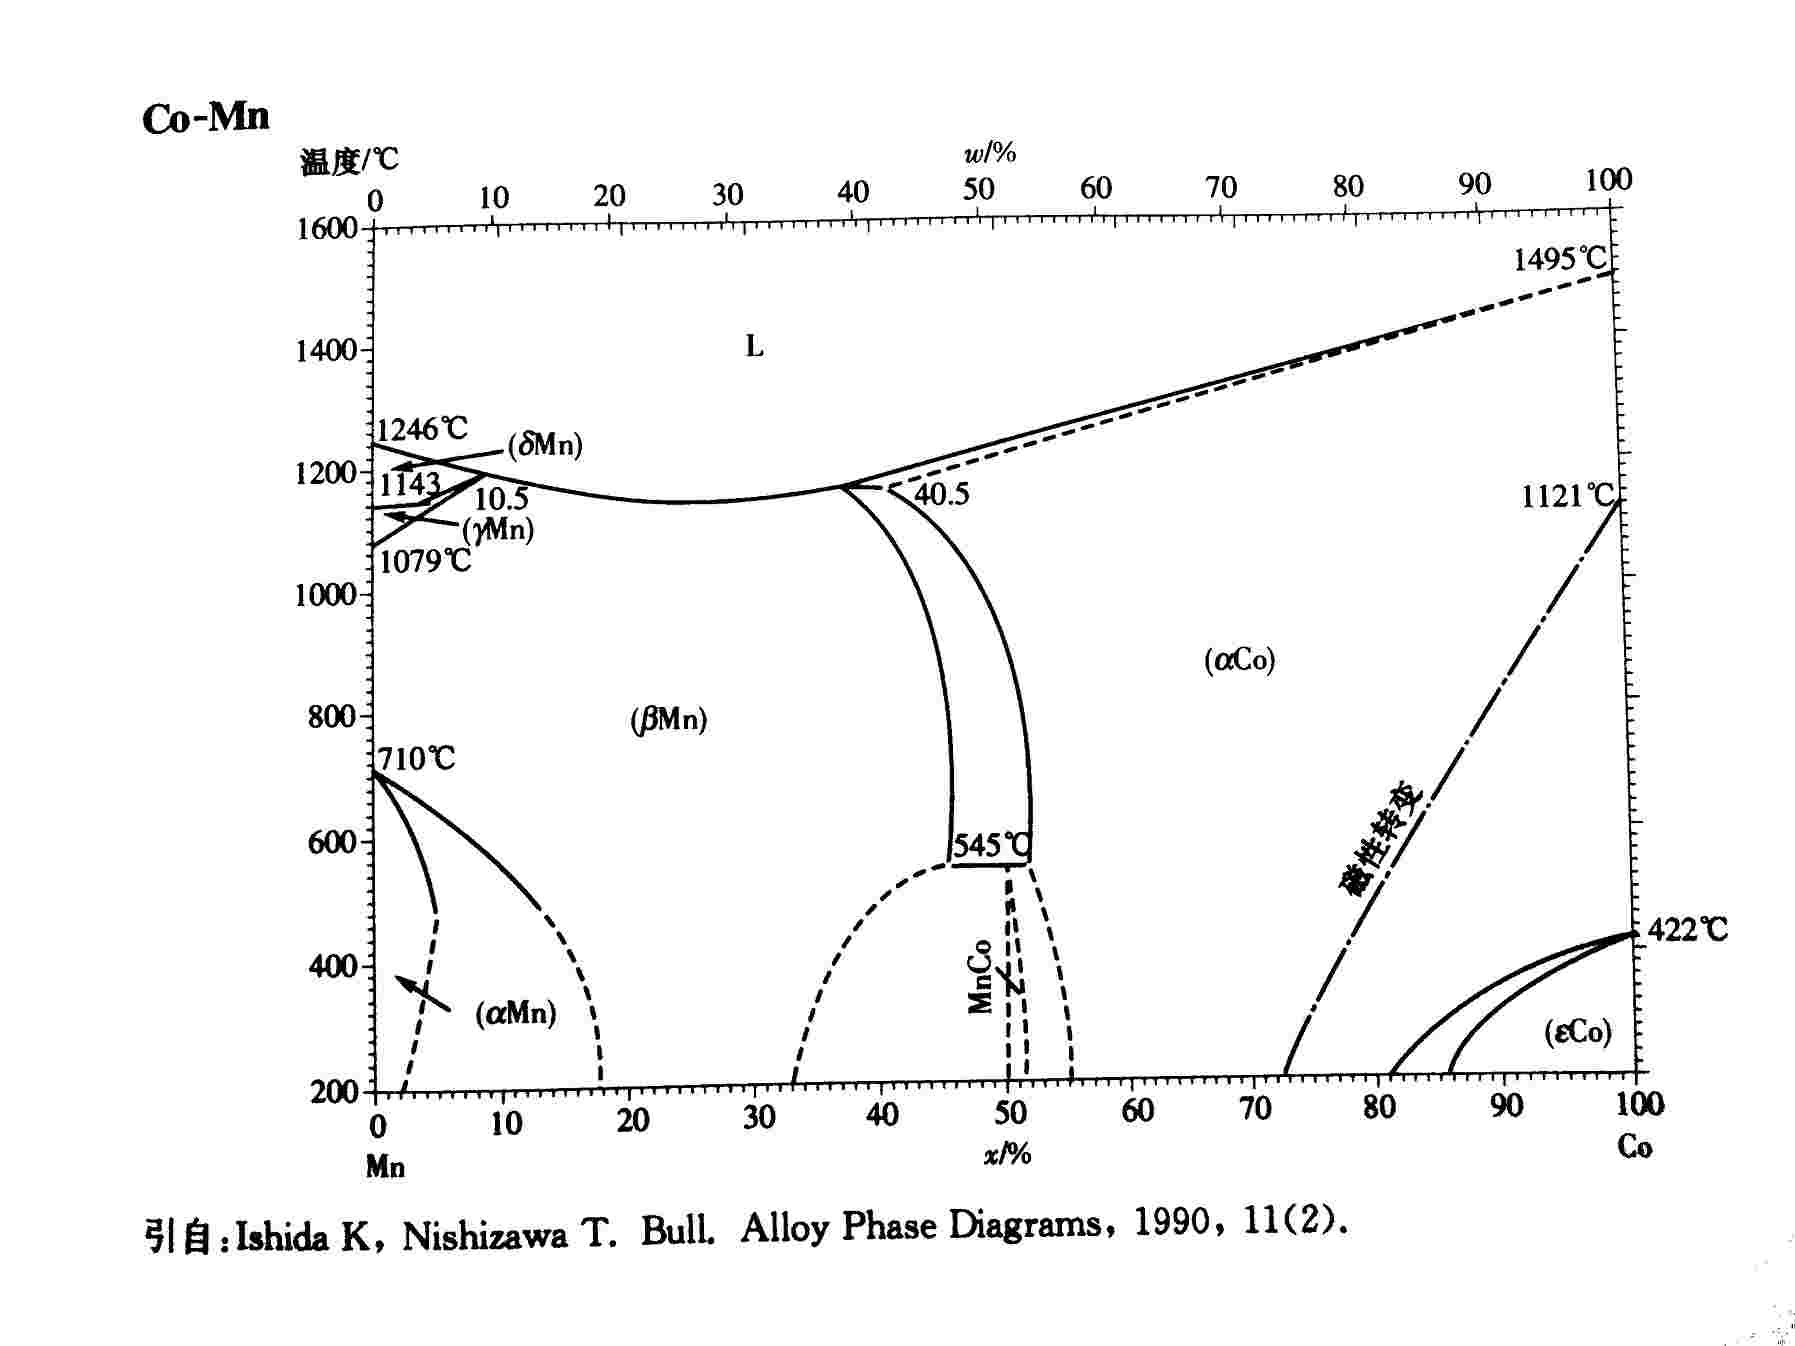 Co-Mn
温度/℃
w/%
0 10 20 30 40 50 60 70 80 90 100
1600
1495℃
1400
L
1246℃
(δMn)
1200
1143
10.5
40.5
1121℃
(γMn)
1079℃
1000
(αCo)
800
(βMn)
710℃
磁性转变
600
545℃
422℃
400
MnCo
(αMn)
(εCo)
200
0 10 20 30 40 50 60 70 80 90 100
Mn
x/%
Co
引自:Ishida K, Nishizawa T. Bull. Alloy Phase Diagrams, 1990, 11(2).